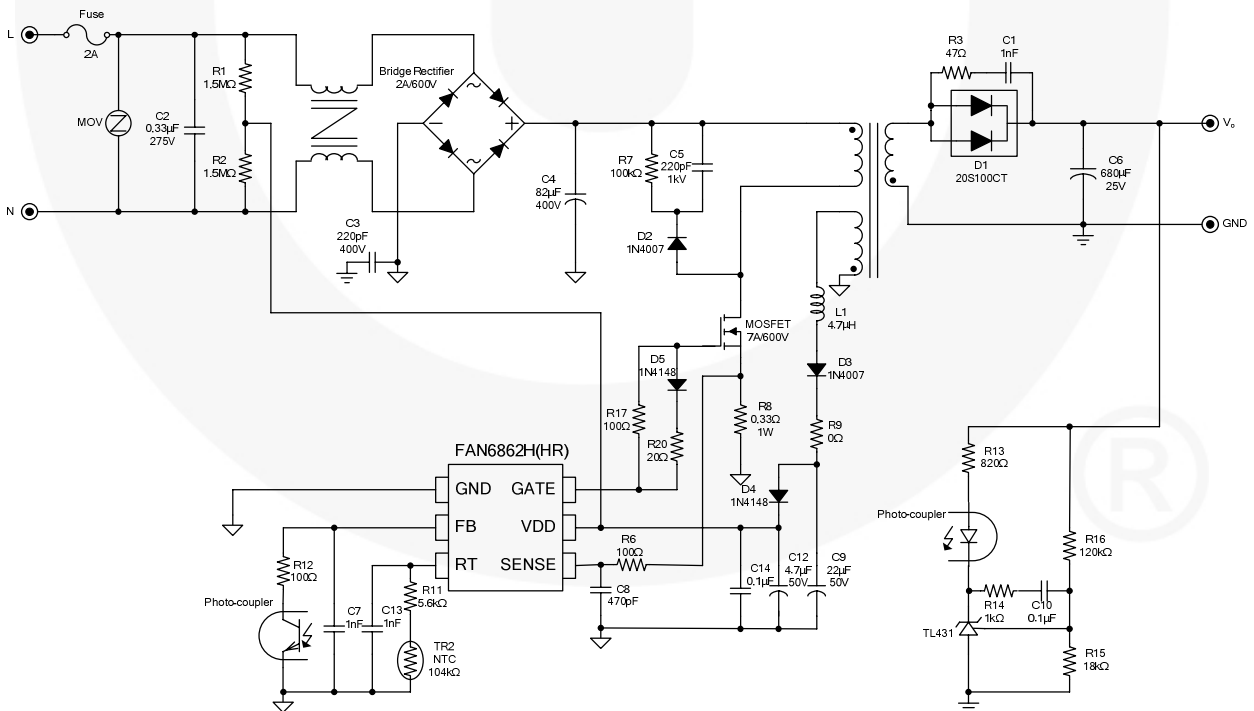 Fuse
L
2A
R1
1.5MΩ
MOV
C2
0.33µF
275V
R2
1.5MΩ
N
Bridge Rectifier
2A/600V
C3
220pF
400V
C4
82µF
400V
R7
100kΩ
C5
220pF
1kV
D2
1N4007
R3
47Ω
C1
1nF
D1
20S100CT
Vo
C6
680µF
25V
GND
L1
4.7µH
MOSFET
7A/600V
D3
1N4007
D5
1N4148
R17
100Ω
R20
20Ω
R8
0.33Ω
1W
R9
0Ω
FAN6862H(HR)
GND
GATE
FB
VDD
RT
SENSE
D4
1N4148
R6
100Ω
C8
470pF
C14
0.1µF
C12
4.7µF
50V
C9
22µF
50V
R12
100Ω
Photo-coupler
C7
1nF
C13
1nF
R11
5.6kΩ
TR2
NTC
104kΩ
R13
820Ω
Photo-coupler
R16
120kΩ
R14
1kΩ
C10
0.1µF
TL431
R15
18kΩ
®